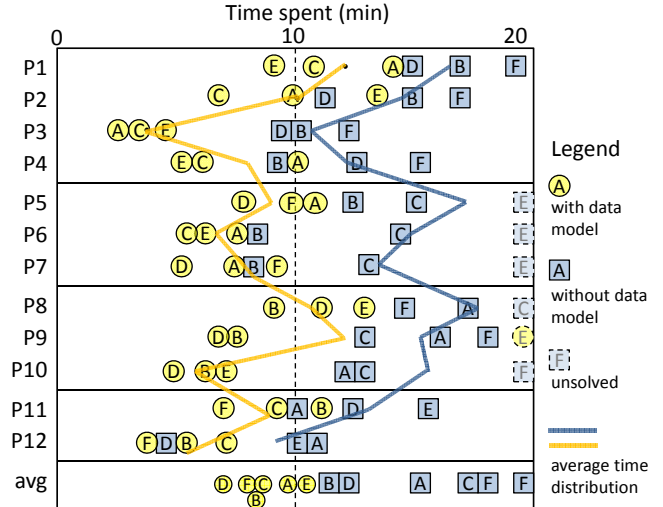 Time spent (min)
0 10 20
P1 E A A D B F
P2 C A D E B F
P3 A C E D B F
P4 E C B A D F
P5 D F A B C E
P6 C E A B C E
P7 D A B F C E
P8 B D E F A C
P9 D B C A F E
P10 D B F A C F
P11 F C A B D E
P12 F D B C E A
avg D F C B A E B D A C F F
Legend
A
with data
model
A
without data
model
F
unsolved
average time
distribution